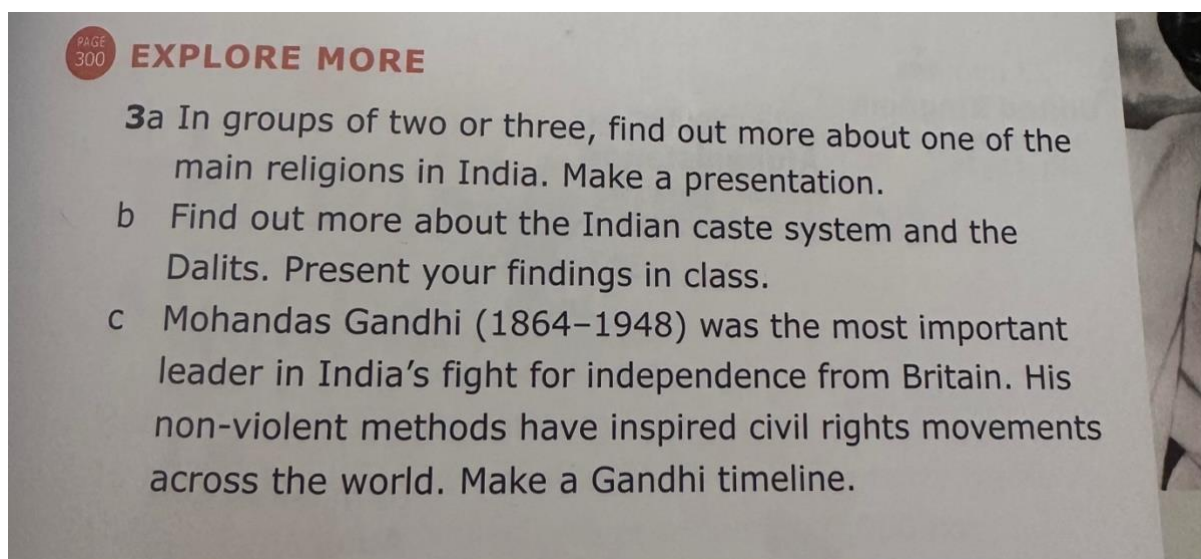 PAGE
300 EXPLORE MORE
3a In groups of two or three, find out more about one of the
main religions in India. Make a presentation.
b Find out more about the Indian caste system and the
Dalits. Present your findings in class.
c Mohandas Gandhi (1864–1948) was the most important
leader in India's fight for independence from Britain. His
non-violent methods have inspired civil rights movements
across the world. Make a Gandhi timeline.